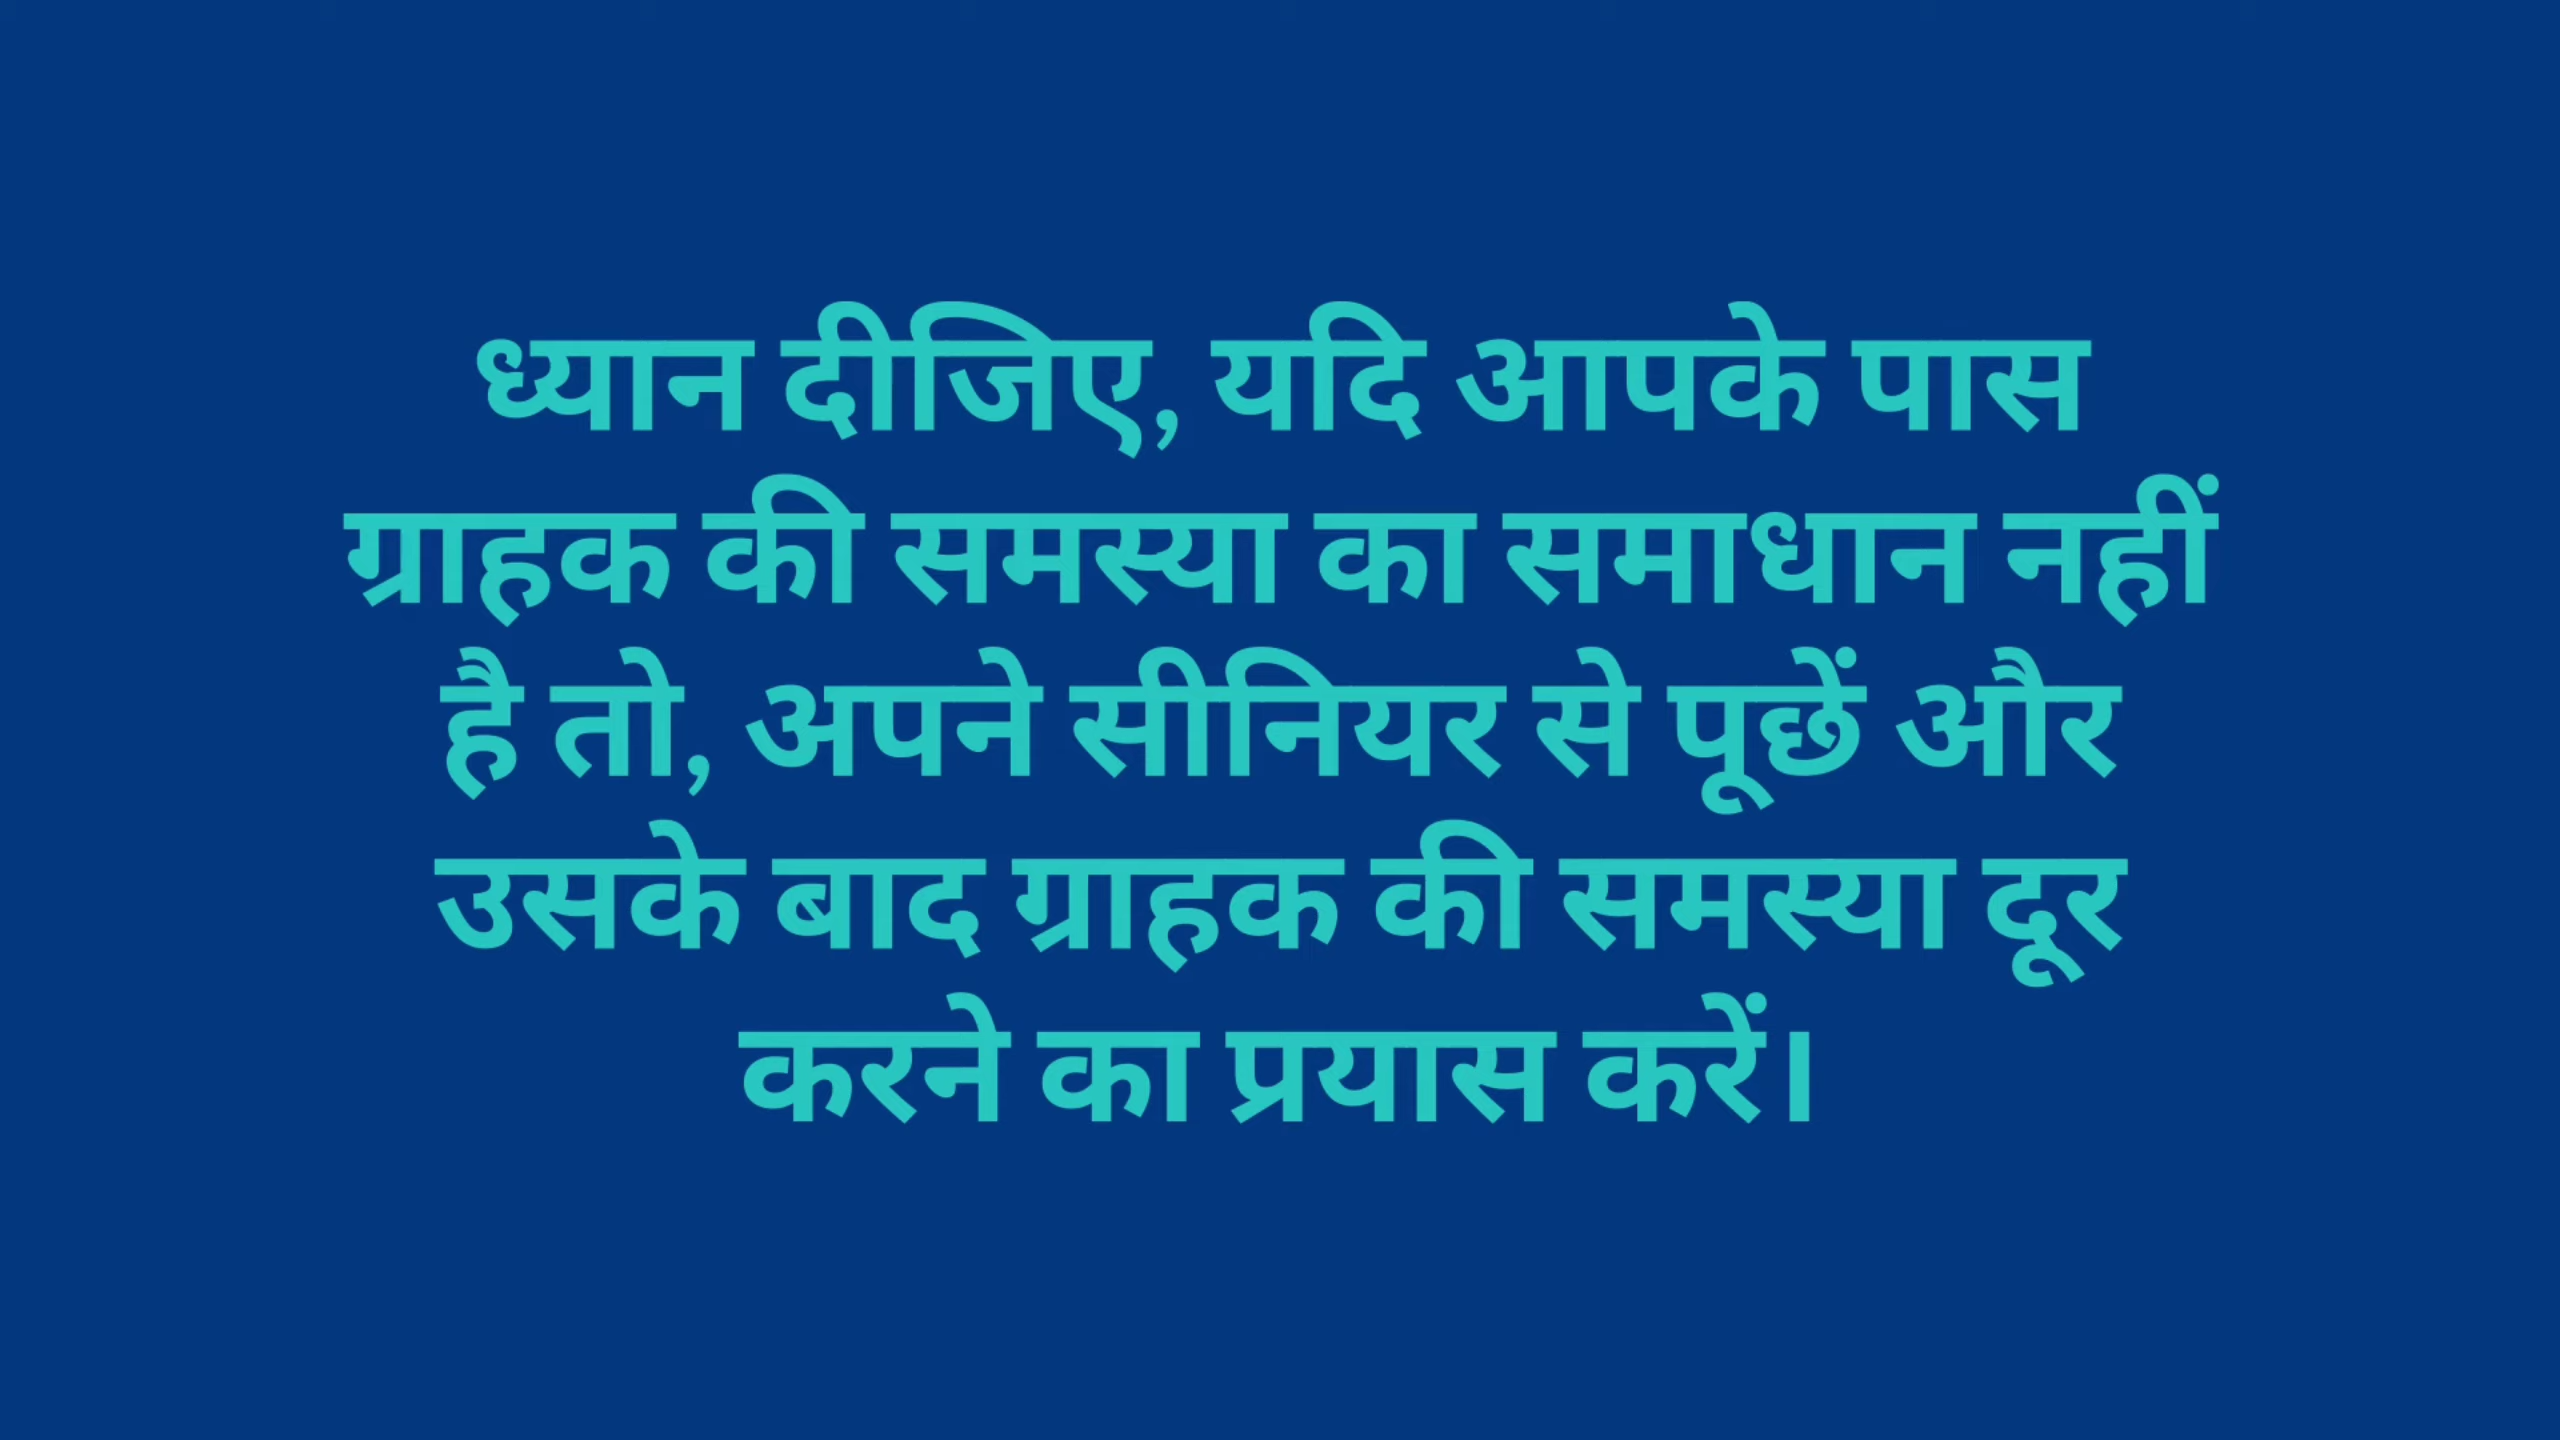 ध्यान दीजिए, यदि आपके पास
ग्राहक की समस्या का समाधान नहीं
है तो, अपने सीनियर से पूछें और
उसके बाद ग्राहक की समस्या दूर
करने का प्रयास करें।